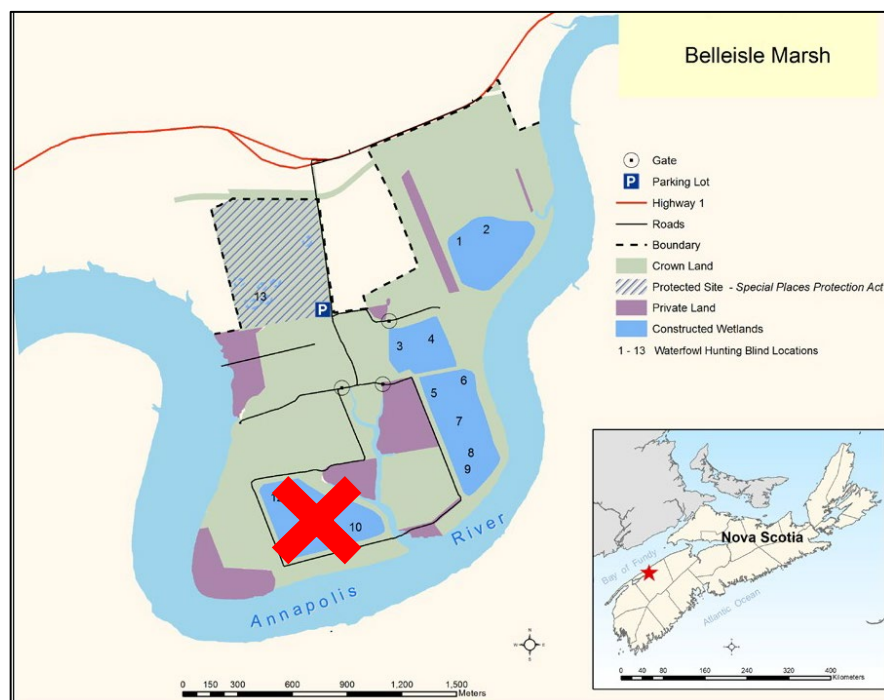 Belleisle Marsh
Gate
P Parking Lot
Highway 1
Roads
Boundary
Crown Land
Protected Site - Special Places Protection Act
Private Land
Constructed Wetlands
1 - 13 Waterfowl Hunting Blind Locations
1
2
13
P
3
4
5
6
7
8
9
10
Annapolis River
0 150 300 600 900 1,200 1,500
Meters
Nova Scotia
Bay of Fundy
Atlantic Ocean
0 40 80 160 240 320 400
Kilometers